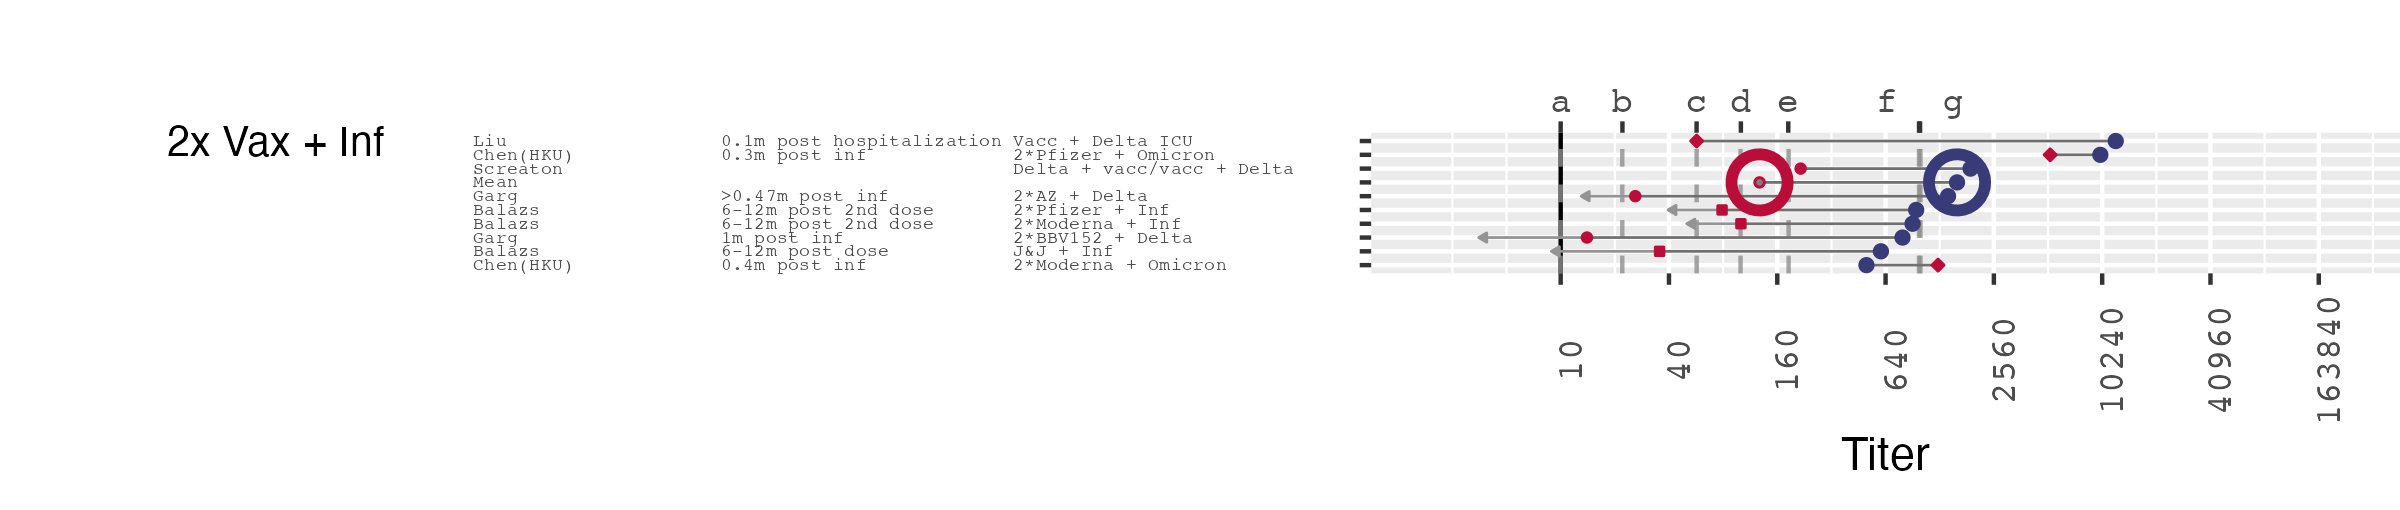 a b c d e f g
2x Vax + Inf
Liu 0.1m post hospitalization Vacc + Delta ICU
Chen(HKU) 0.3m post inf 2*Pfizer + Omicron
Screaton Delta + vacc/vacc + Delta
Mean
Garg >0.47m post inf 2*AZ + Delta
Balazs 6-12m post 2nd dose 2*Pfizer + Inf
Balazs 6-12m post 2nd dose 2*Moderna + Inf
Garg 1m post inf 2*BBV152 + Delta
Balazs 6-12m post dose J&J + Inf
Chen(HKU) 0.4m post inf 2*Moderna + Omicron
10 40 160 640 2560 10240 40960 163840
Titer